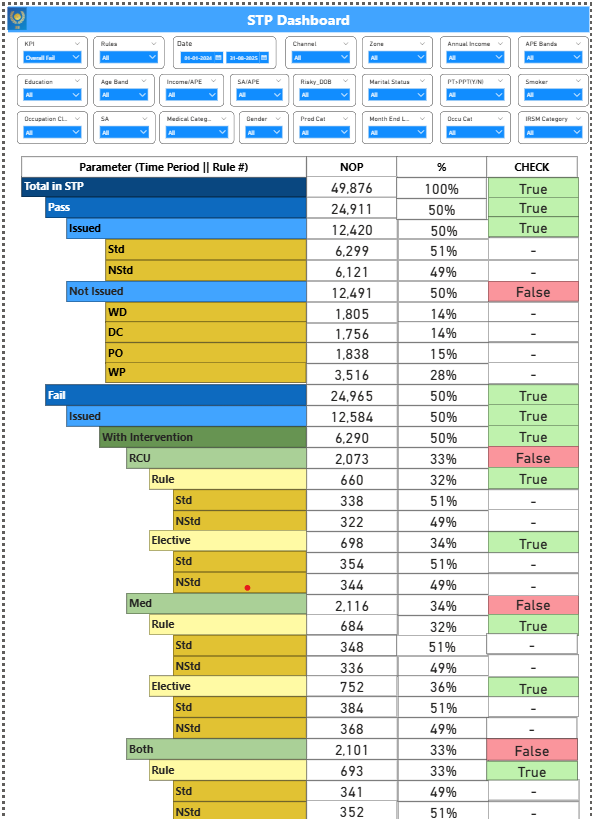 STP Dashboard
KPI Rules Date Channel Zone Annual Income APE Bands
Overall Fail All 01-01-2024 31-08-2025 All All All All
Education Age Band Income/APE SA/APE Risky_DOB Marital Status PT>PPT(Y/N) Smoker
All All All All All All All All
Occupation Cl... SA Medical Categ... Gender Prod Cat Month End L... Occu Cat IRSM Category
All All All All All All All All
Parameter (Time Period || Rule #) NOP % CHECK
Total in STP 49,876 100% True
Pass 24,911 50% True
Issued 12,420 50% True
Std 6,299 51% -
NStd 6,121 49% -
Not Issued 12,491 50% False
WD 1,805 14% -
DC 1,756 14% -
PO 1,838 15% -
WP 3,516 28% -
Fail 24,965 50% True
Issued 12,584 50% True
With Intervention 6,290 50% True
RCU 2,073 33% False
Rule 660 32% True
Std 338 51% -
NStd 322 49% -
Elective 698 34% True
Std 354 51% -
NStd 344 49% -
Med 2,116 34% False
Rule 684 32% True
Std 348 51% -
NStd 336 49% -
Elective 752 36% True
Std 384 51% -
NStd 368 49% -
Both 2,101 33% False
Rule 693 33% True
Std 341 49% -
NStd 352 51% -